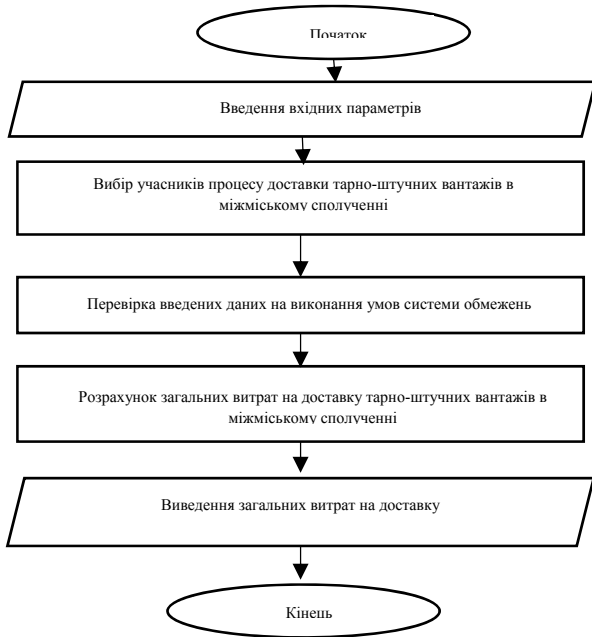 Початок
Введення вхідних параметрів
Вибір учасників процесу доставки тарно-штучних вантажів в
міжміському сполученні
Перевірка введених даних на виконання умов системи обмежень
Розрахунок загальних витрат на доставку тарно-штучних вантажів в
міжміському сполученні
Виведення загальних витрат на доставку
Кінець